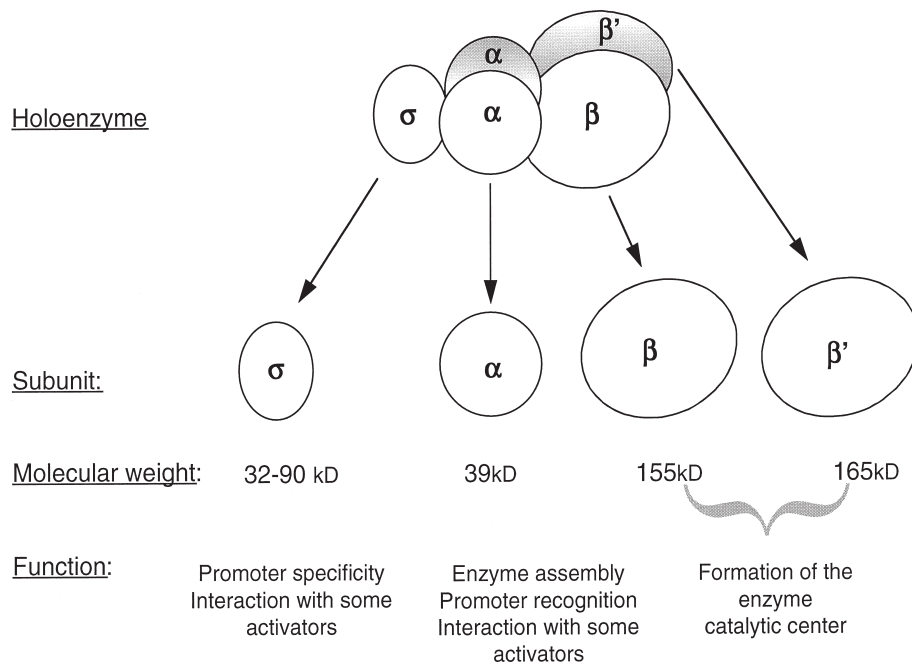 β’
α
Holoenzyme
σ
α
β
Subunit:
σ
α
β
β’
Molecular weight:
32-90 kD
39kD
155kD
165kD
Function:
Promoter specificity
Interaction with some
activators
Enzyme assembly
Promoter recognition
Interaction with some
activators
Formation of the
enzyme
catalytic center